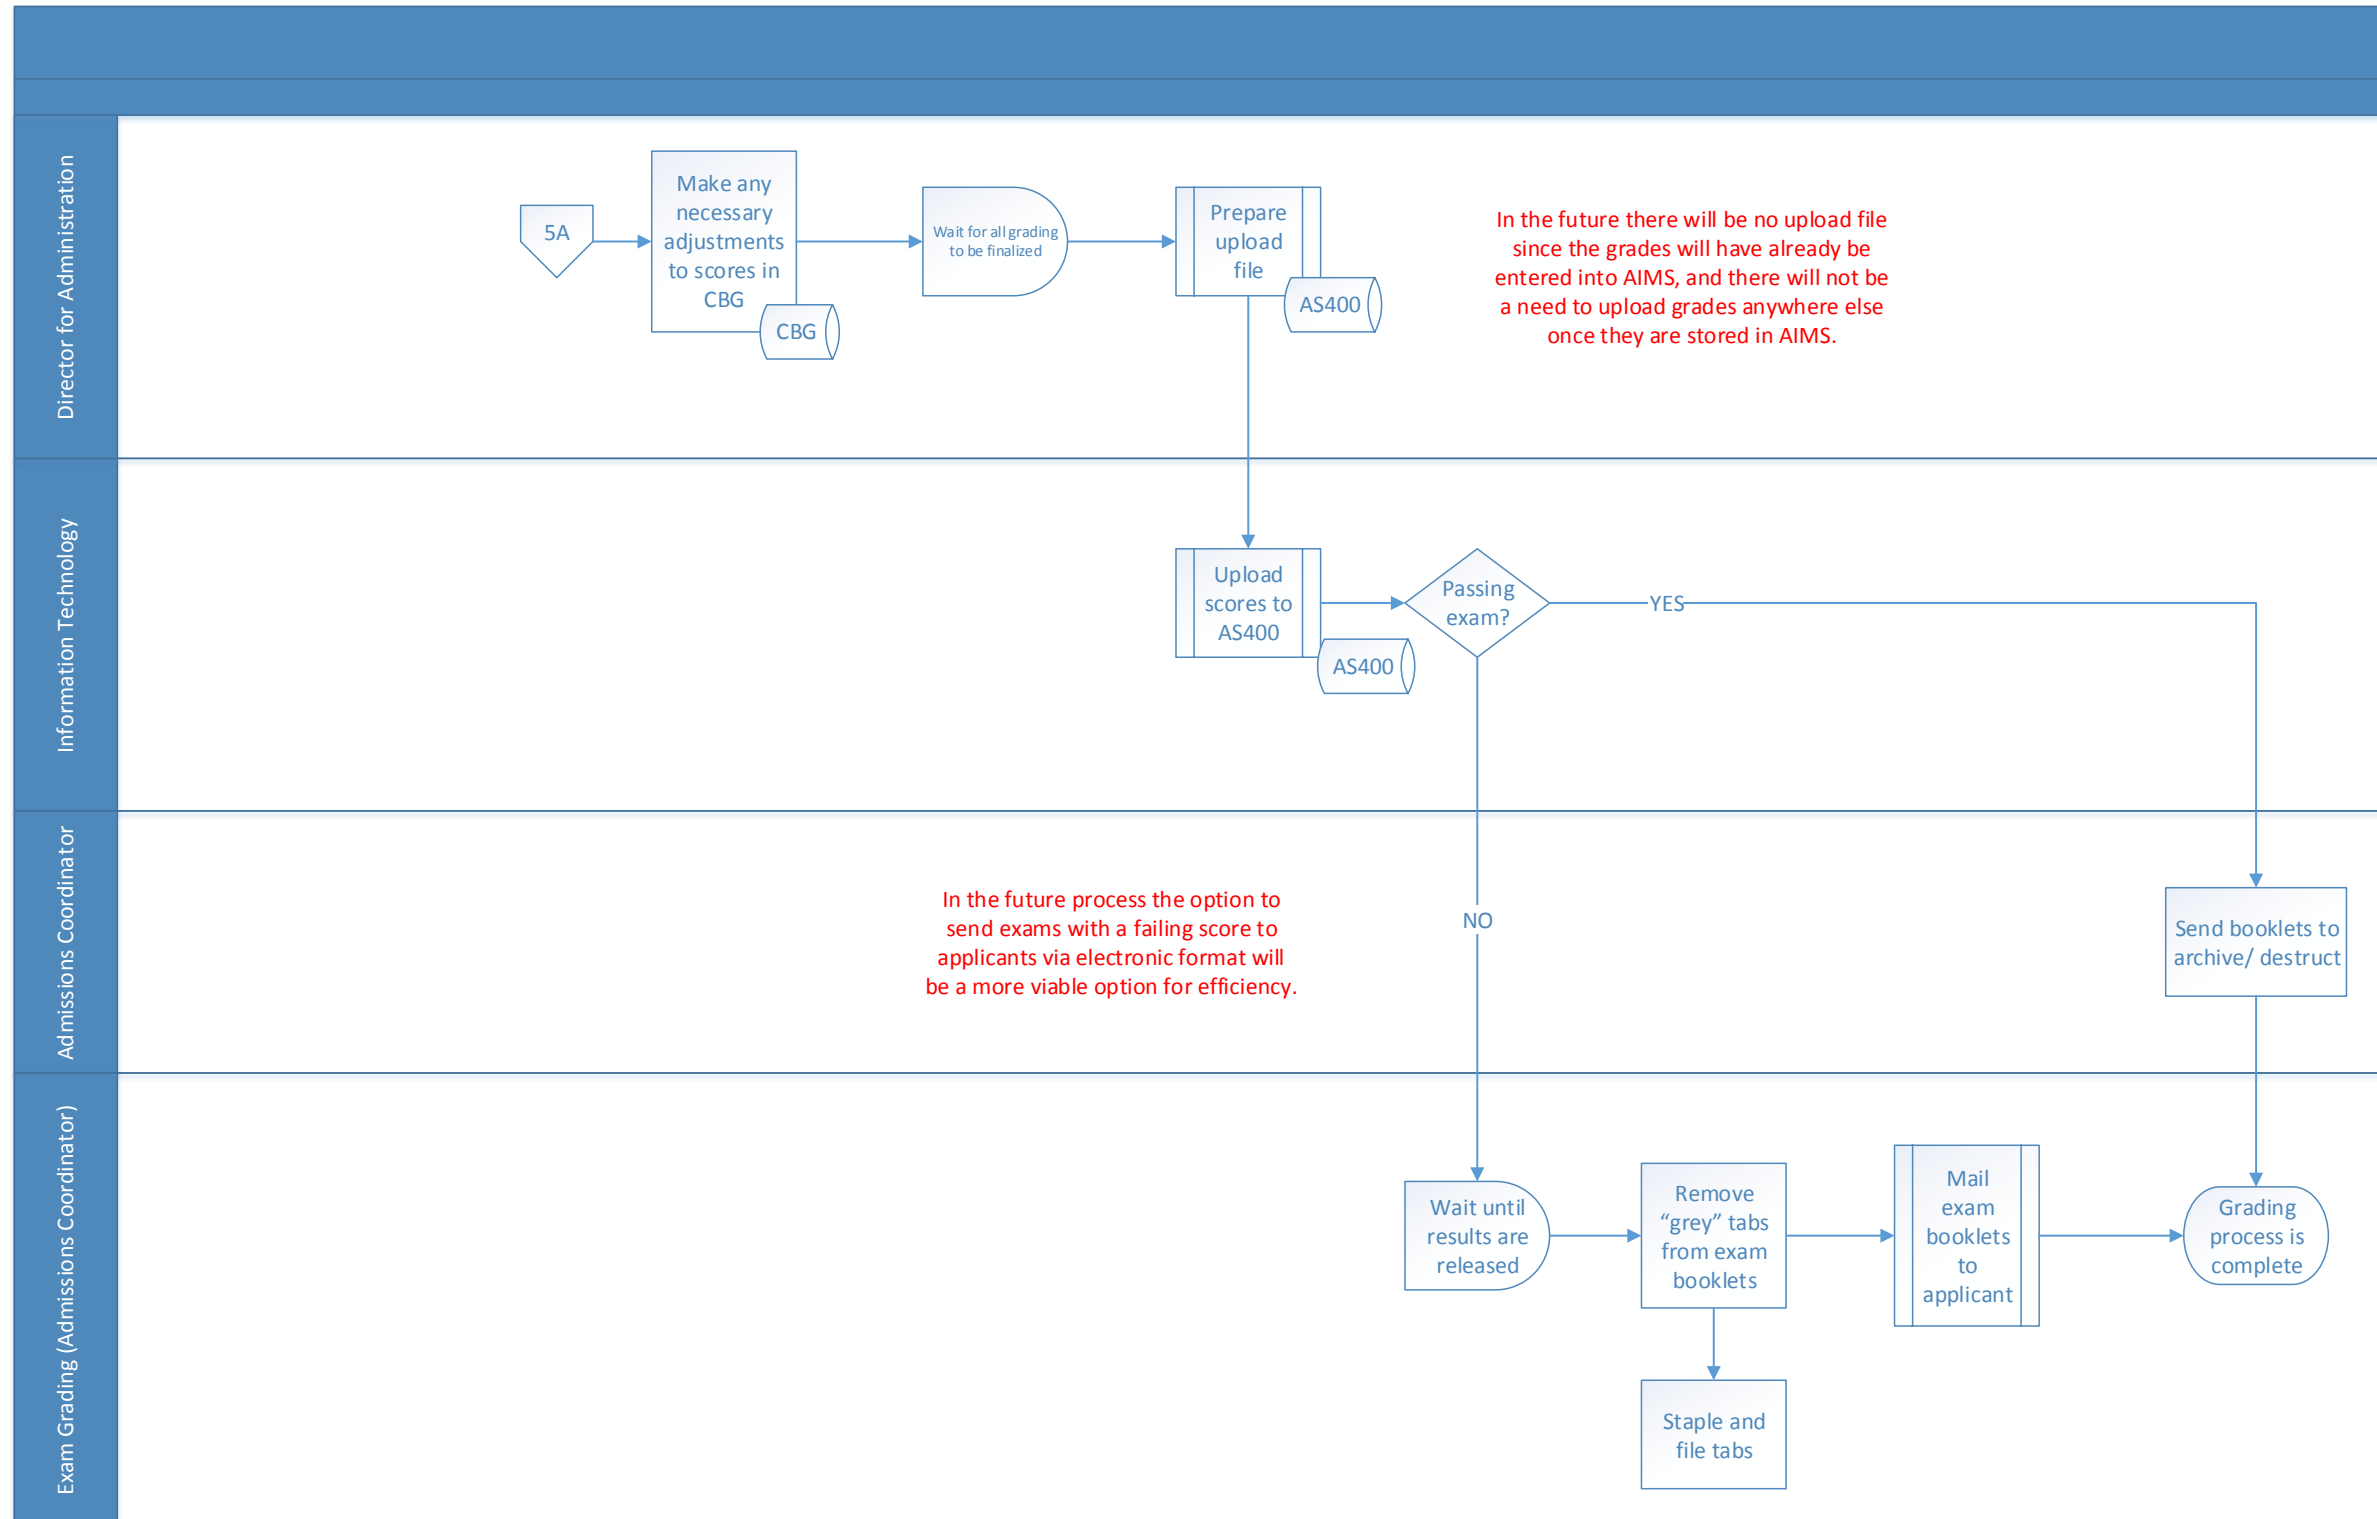 Director for Administration
5A
Make any
necessary
adjustments
to scores in
CBG
CBG
Wait for all grading
to be finalized
Prepare
upload
file
AS400
In the future there will be no upload file
since the grades will have already be
entered into AIMS, and there will not be
a need to upload grades anywhere else
once they are stored in AIMS.
Information Technology
Upload
scores to
AS400
AS400
Passing
exam?
YES
Admissions Coordinator
In the future process the option to
send exams with a failing score to
applicants via electronic format will
be a more viable option for efficiency.
NO
Send booklets to
archive/ destruct
Exam Grading (Admissions Coordinator)
Wait until
results are
released
Remove
“grey” tabs
from exam
booklets
Mail
exam
booklets
to
applicant
Grading
process is
complete
Staple and
file tabs